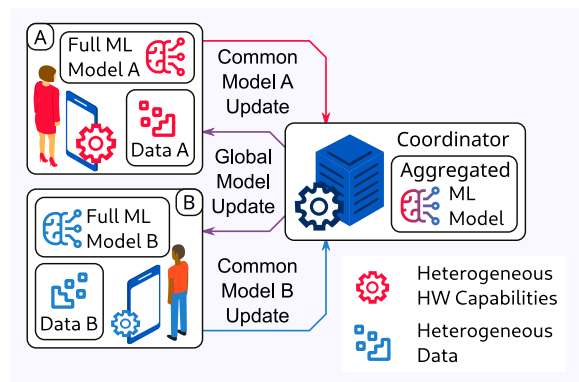 A
Full ML
Model A
Data A
Common
Model A
Update
Global
Model
Update
B
Full ML
Model B
Data B
Common
Model B
Update
Coordinator
Aggregated
ML
Model
Heterogeneous
HW Capabilities
Heterogeneous
Data